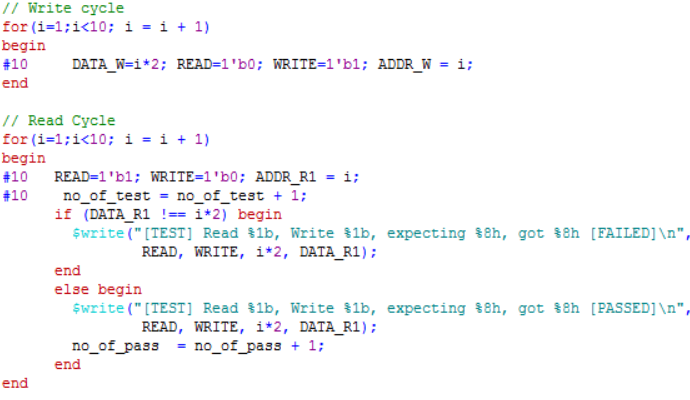 // Write cycle
for(i=1;i<10; i = i + 1)
begin
#10 DATA_W=i*2; READ=1'b0; WRITE=1'b1; ADDR_W = i;
end
// Read Cycle
for(i=1;i<10; i = i + 1)
begin
#10 READ=1'b1; WRITE=1'b0; ADDR_R1 = i;
#10 no_of_test = no_of_test + 1;
if (DATA_R1 !== i*2) begin
$write("[TEST] Read %1b, Write %1b, expecting %8h, got %8h [FAILED]\n",
READ, WRITE, i*2, DATA_R1);
end
else begin
$write("[TEST] Read %1b, Write %1b, expecting %8h, got %8h [PASSED]\n",
READ, WRITE, i*2, DATA_R1);
no_of_pass = no_of_pass + 1;
end
end